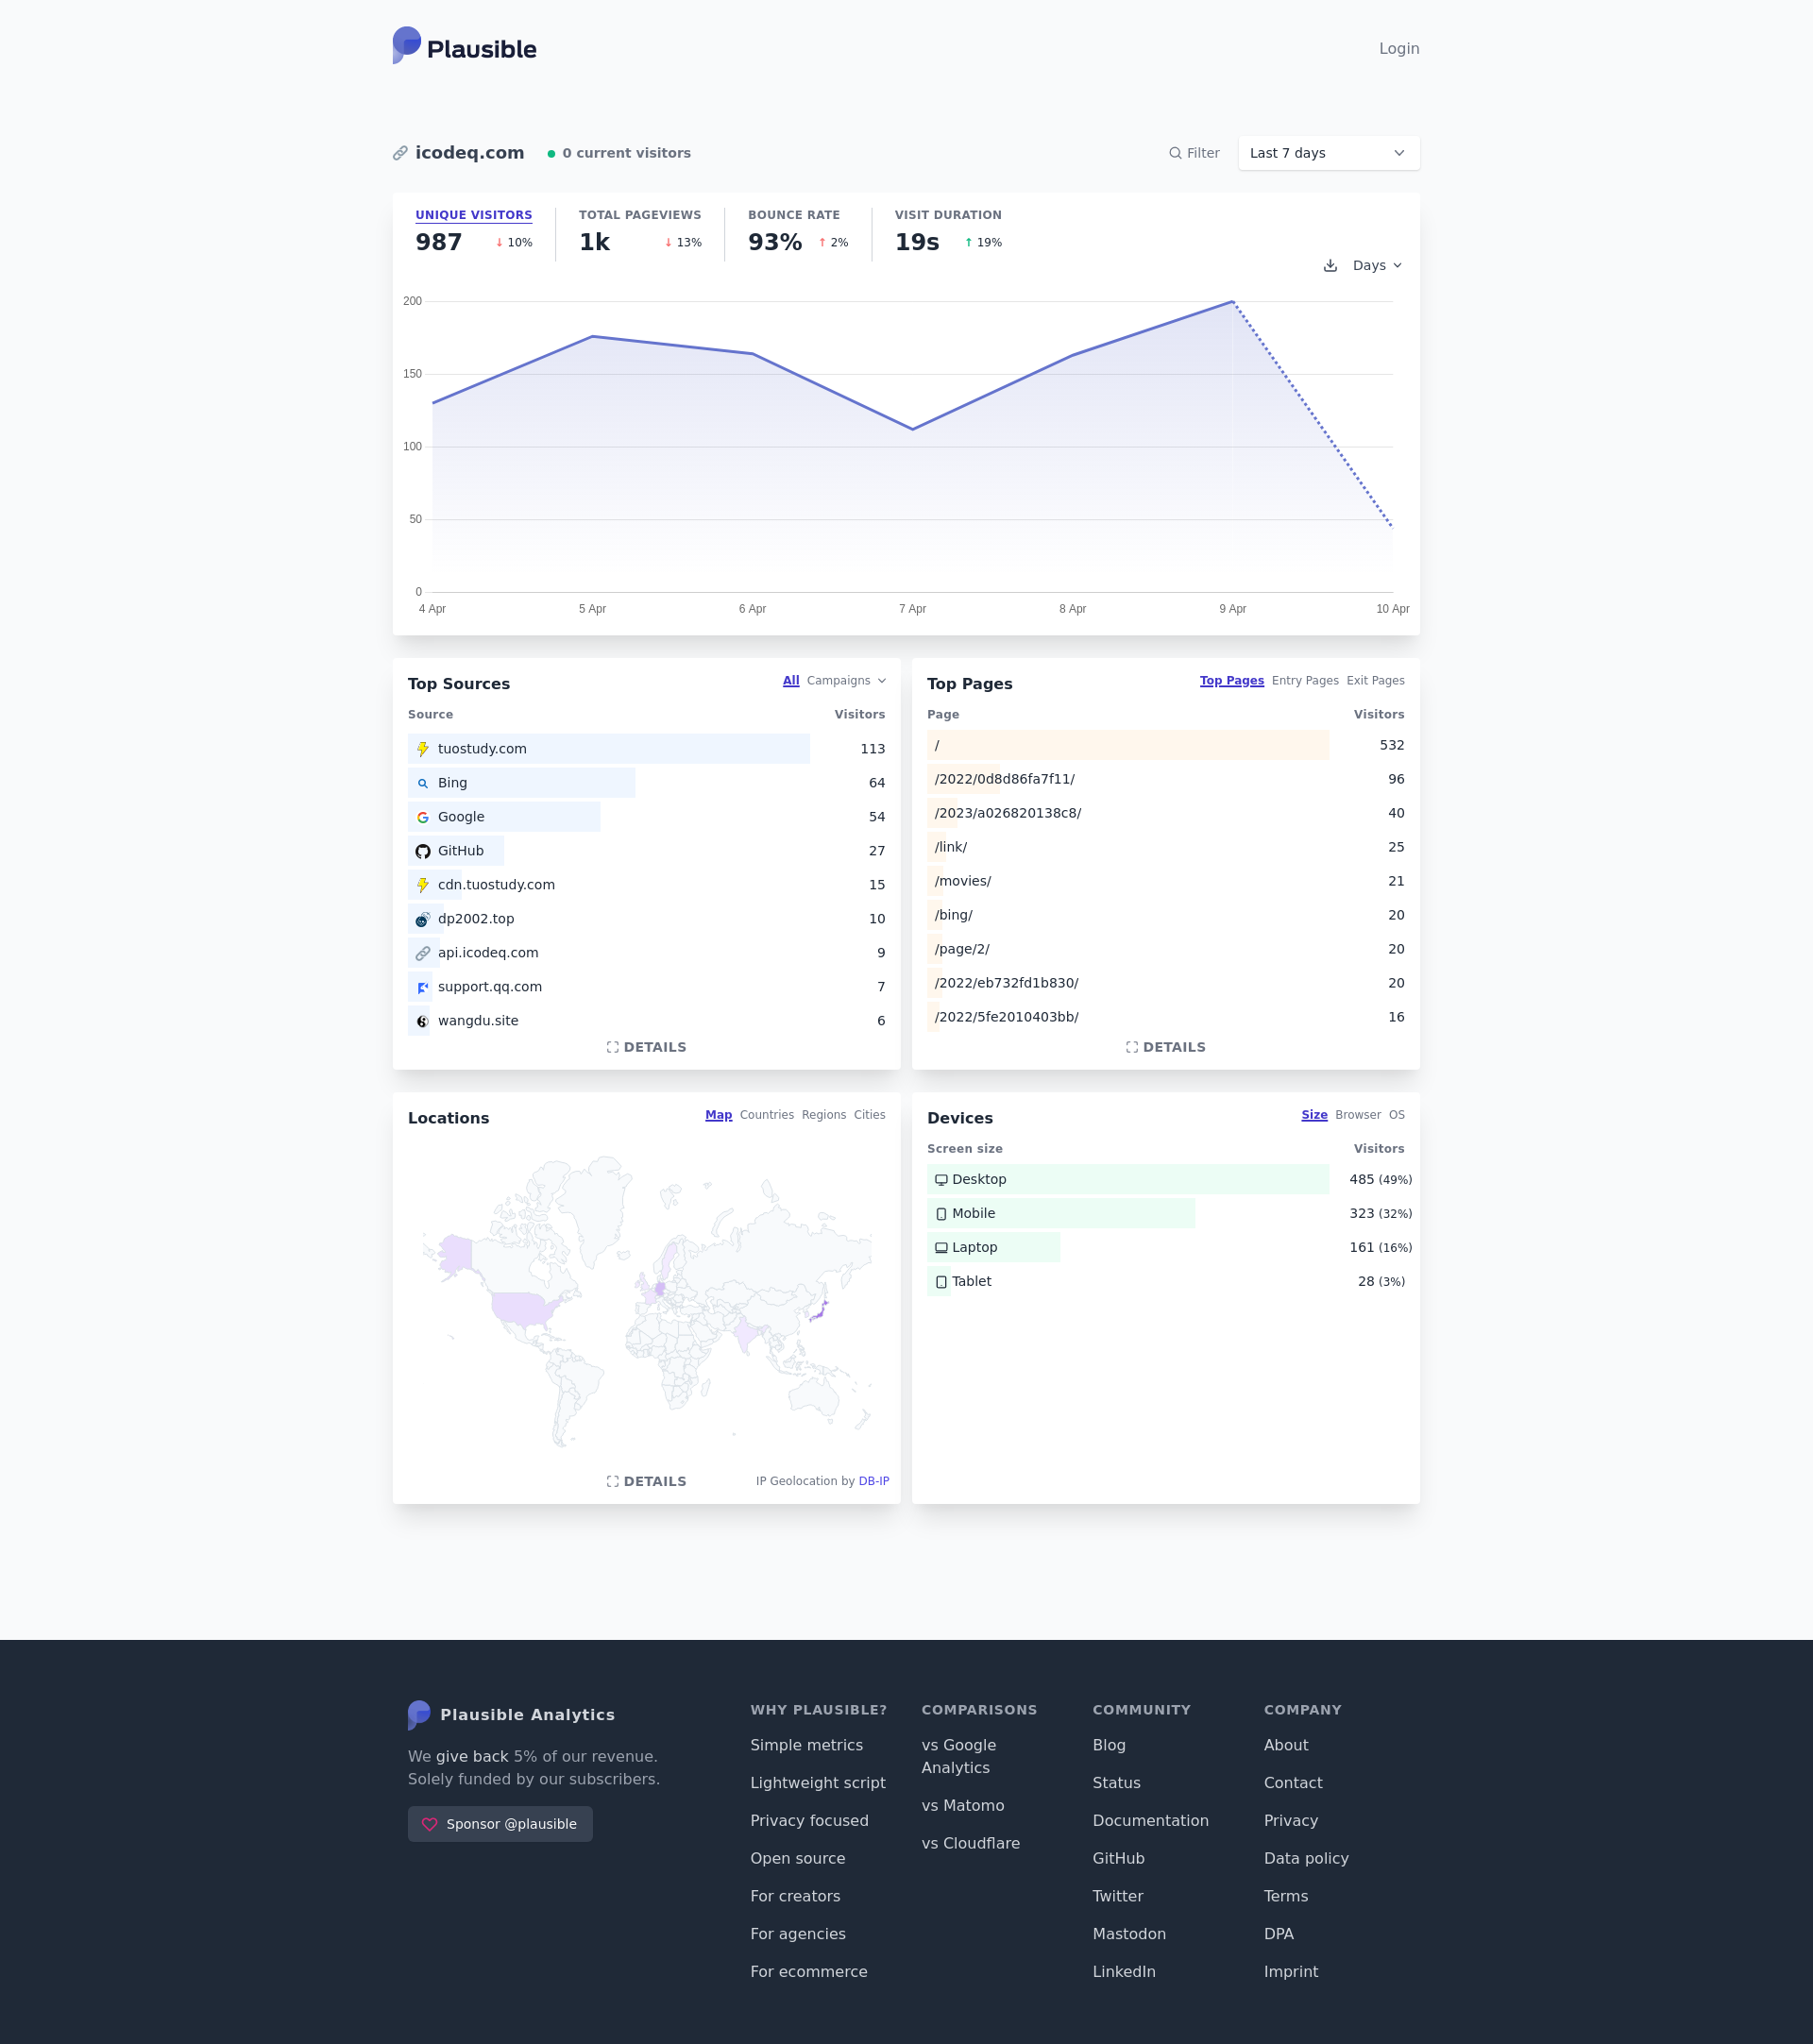 Plausible
Login
icodeq.com
0 current visitors
Filter
Last 7 days
UNIQUE VISITORS
987
↓ 10%
TOTAL PAGEVIEWS
1k
↓ 13%
BOUNCE RATE
93%
↑ 2%
VISIT DURATION
19s
↑ 19%
Days
200
150
100
50
0
4 Apr
5 Apr
6 Apr
7 Apr
8 Apr
9 Apr
10 Apr
Top Sources
All Campaigns
Source Visitors
tuostudy.com 113
Bing 64
Google 54
GitHub 27
cdn.tuostudy.com 15
dp2002.top 10
api.icodeq.com 9
support.qq.com 7
wangdu.site 6
DETAILS
Top Pages
Top Pages Entry Pages Exit Pages
Page Visitors
/ 532
/2022/0d8d86fa7f11/ 96
/2023/a026820138c8/ 40
/link/ 25
/movies/ 21
/bing/ 20
/page/2/ 20
/2022/eb732fd1b830/ 20
/2022/5fe2010403bb/ 16
DETAILS
Locations
Map Countries Regions Cities
DETAILS
IP Geolocation by DB-IP
Devices
Size Browser OS
Screen size Visitors
Desktop 485 (49%)
Mobile 323 (32%)
Laptop 161 (16%)
Tablet 28 (3%)
Plausible Analytics
We give back 5% of our revenue.
Solely funded by our subscribers.
Sponsor @plausible
WHY PLAUSIBLE?
Simple metrics
Lightweight script
Privacy focused
Open source
For creators
For agencies
For ecommerce
COMPARISONS
vs Google
Analytics
vs Matomo
vs Cloudflare
COMMUNITY
Blog
Status
Documentation
GitHub
Twitter
Mastodon
LinkedIn
COMPANY
About
Contact
Privacy
Data policy
Terms
DPA
Imprint